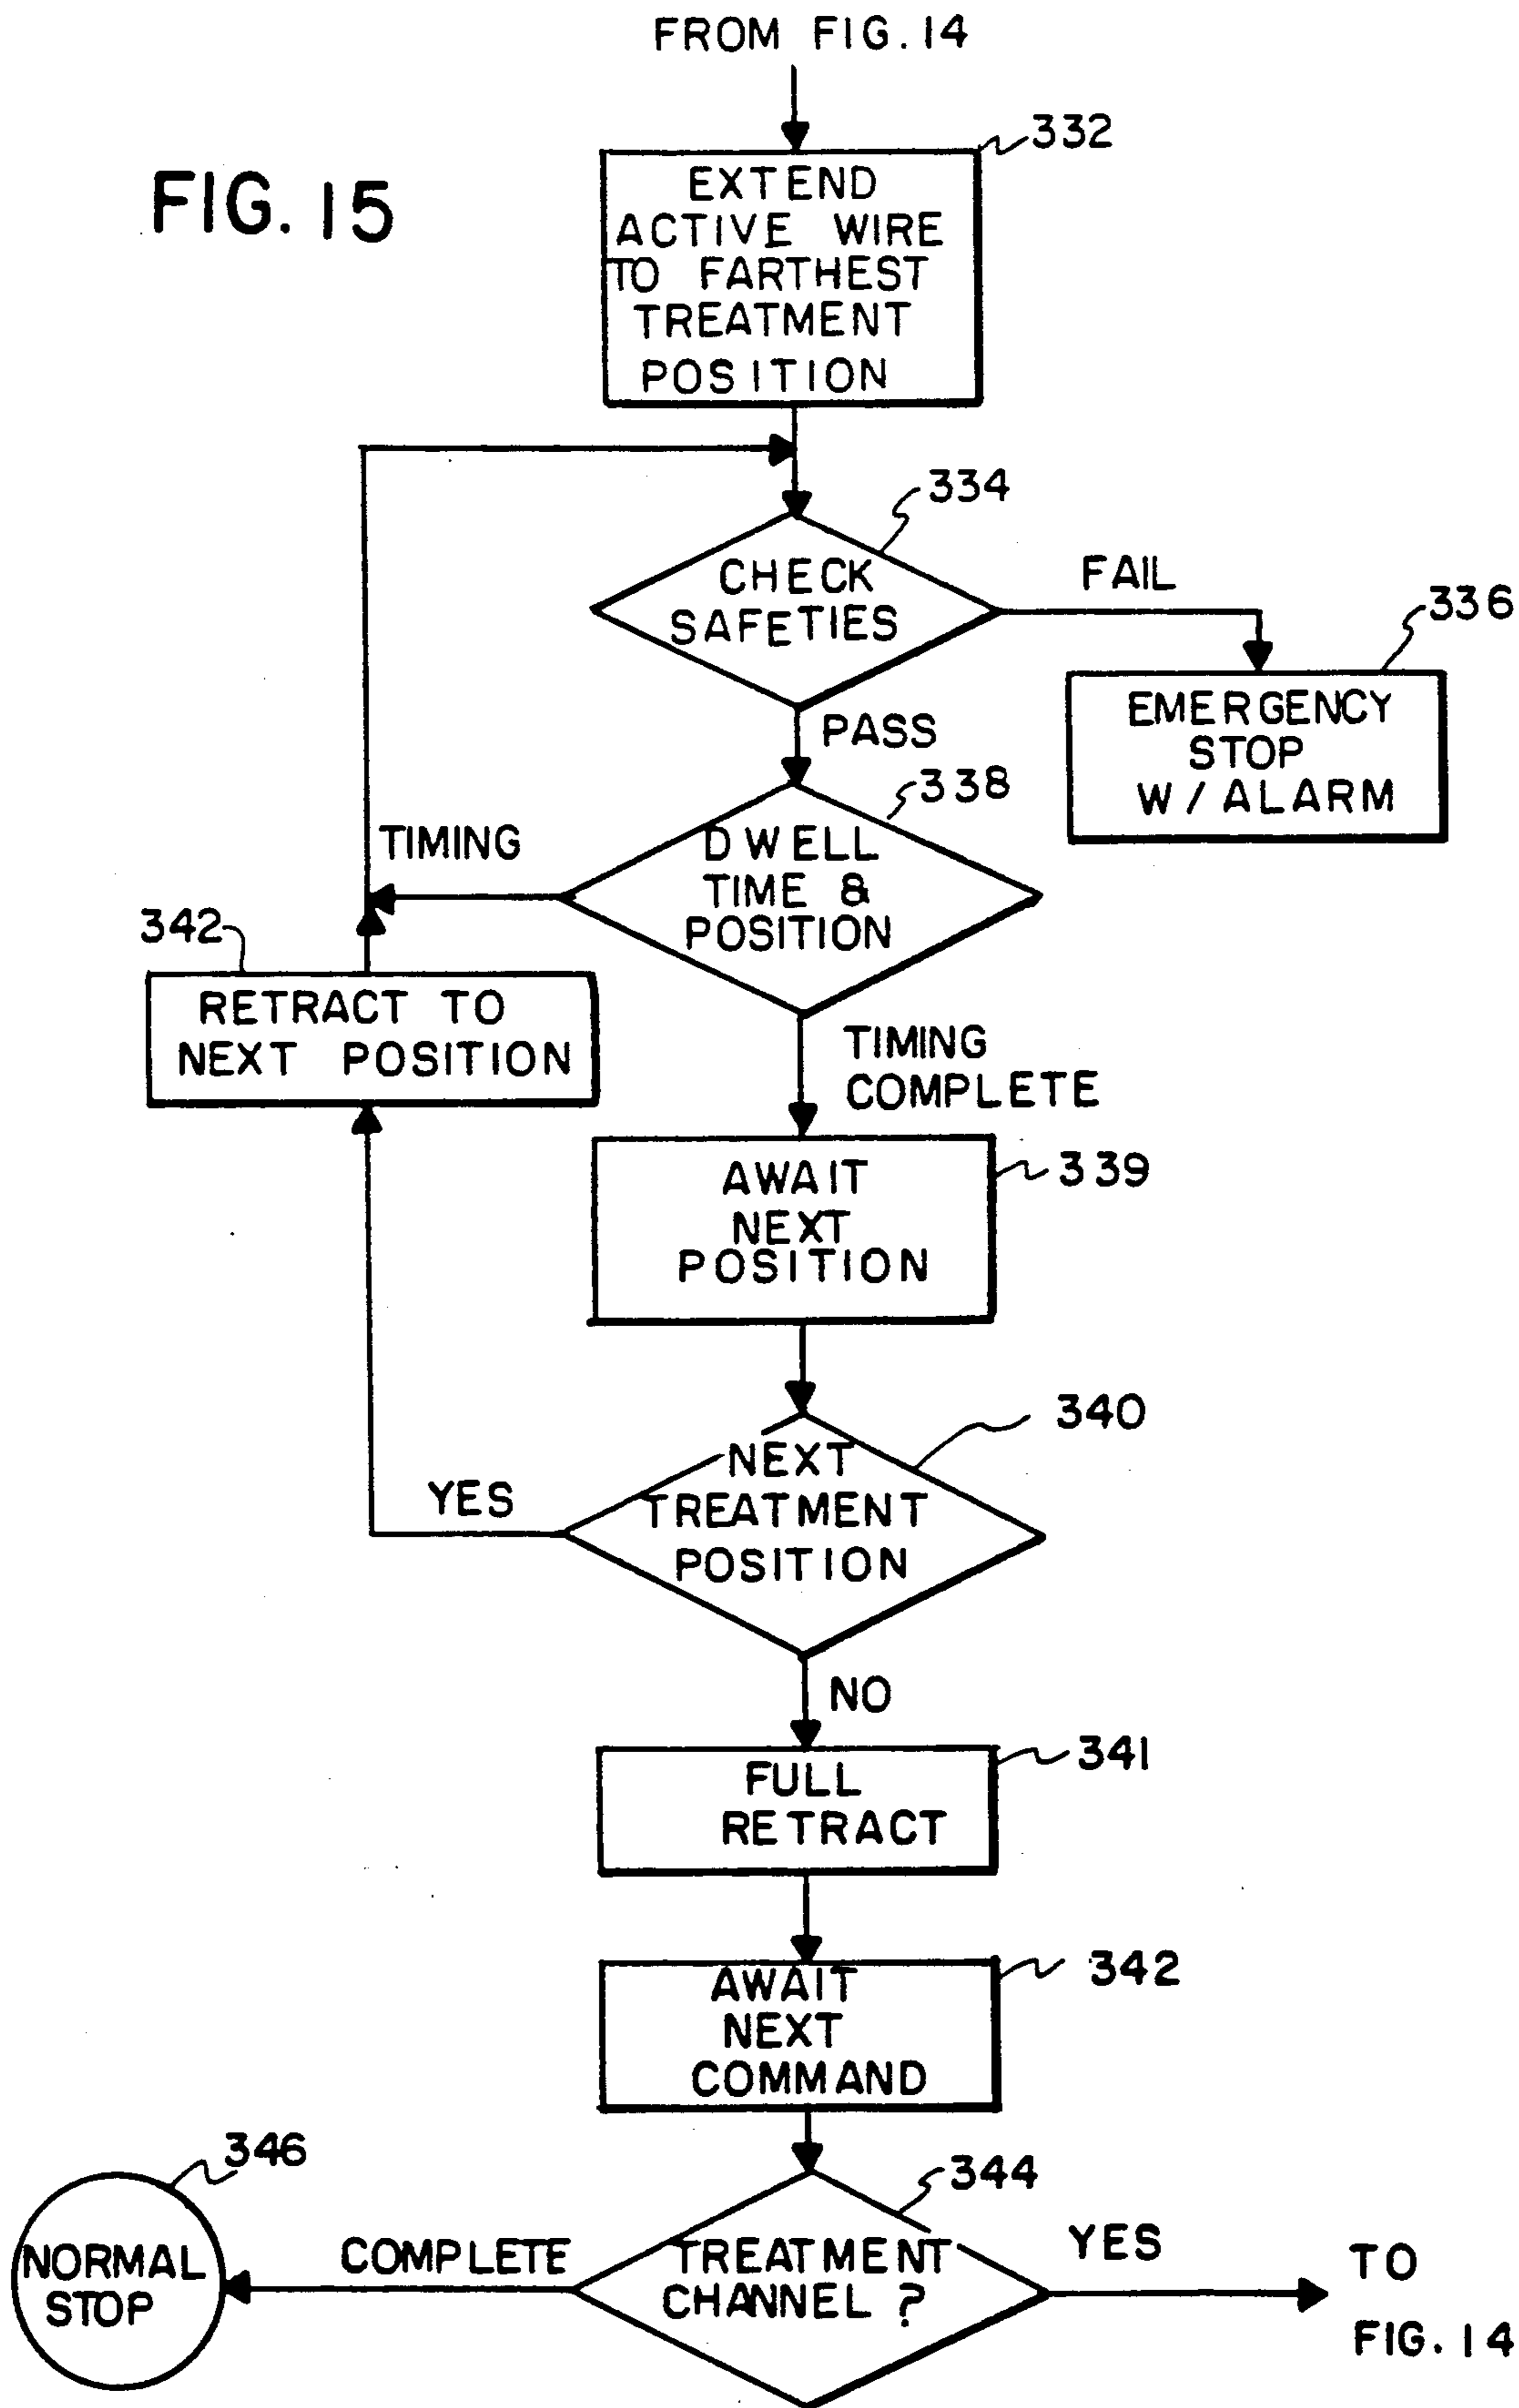 FROM FIG. 14
FIG. 15
332
EXTEND
ACTIVE WIRE
TO FARTHEST
TREATMENT
POSITION
334
CHECK
SAFETIES
FAIL
336
EMERGENCY
STOP
W/ALARM
PASS
338
DWELL
TIME &
POSITION
TIMING
342
RETRACT TO
NEXT POSITION
TIMING
COMPLETE
339
AWAIT
NEXT
POSITION
340
NEXT
TREATMENT
POSITION
YES
NO
341
FULL
RETRACT
342
AWAIT
NEXT
COMMAND
344
TREATMENT
CHANNEL ?
COMPLETE
346
NORMAL
STOP
YES
TO
FIG. 14